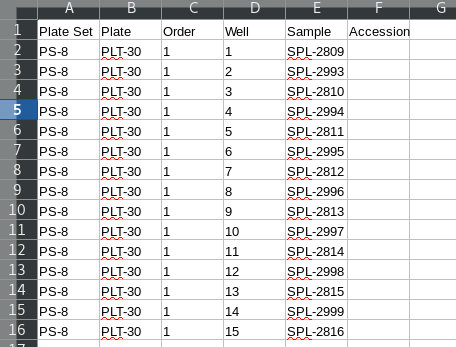 A B C D E F G
1 Plate Set Plate Order Well Sample Accession
2 PS-8 PLT-30 1 1 SPL-2809
3 PS-8 PLT-30 1 2 SPL-2993
4 PS-8 PLT-30 1 3 SPL-2810
5 PS-8 PLT-30 1 4 SPL-2994
6 PS-8 PLT-30 1 5 SPL-2811
7 PS-8 PLT-30 1 6 SPL-2995
8 PS-8 PLT-30 1 7 SPL-2812
9 PS-8 PLT-30 1 8 SPL-2996
10 PS-8 PLT-30 1 9 SPL-2813
11 PS-8 PLT-30 1 10 SPL-2997
12 PS-8 PLT-30 1 11 SPL-2814
13 PS-8 PLT-30 1 12 SPL-2998
14 PS-8 PLT-30 1 13 SPL-2815
15 PS-8 PLT-30 1 14 SPL-2999
16 PS-8 PLT-30 1 15 SPL-2816